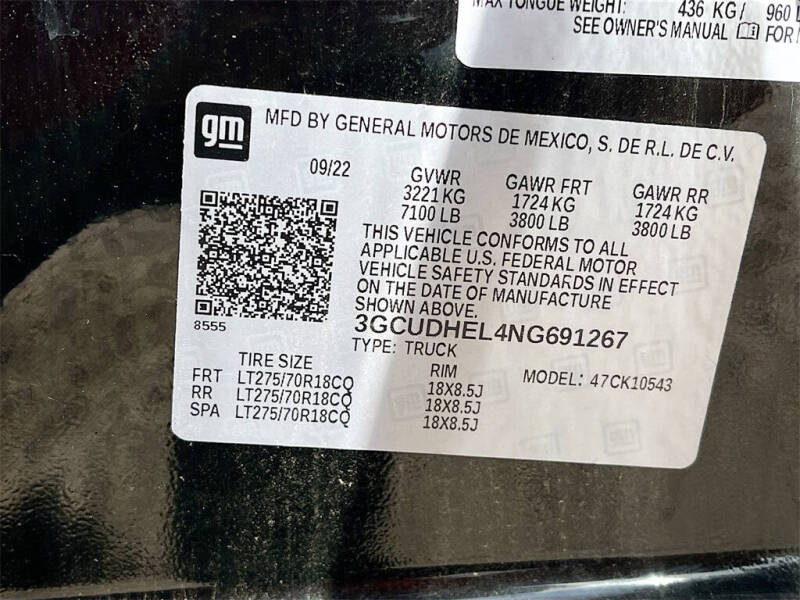 MAX TONGUE WEIGHT: 436 KG/ 960
SEE OWNER'S MANUAL FOR
gm
MFD BY GENERAL MOTORS DE MEXICO, S. DE R.L. DE C.V.
09/22
GVWR GAWR FRT GAWR RR
3221 KG 1724 KG 1724 KG
7100 LB 3800 LB 3800 LB
THIS VEHICLE CONFORMS TO ALL
APPLICABLE U.S. FEDERAL MOTOR
VEHICLE SAFETY STANDARDS IN EFFECT
ON THE DATE OF MANUFACTURE
SHOWN ABOVE.
8555
3GCUDHEL4NG691267
TYPE: TRUCK
TIRE SIZE RIM MODEL: 47CK10543
FRT LT275/70R18CQ 18X8.5J
RR LT275/70R18CQ 18X8.5J
SPA LT275/70R18CQ 18X8.5J